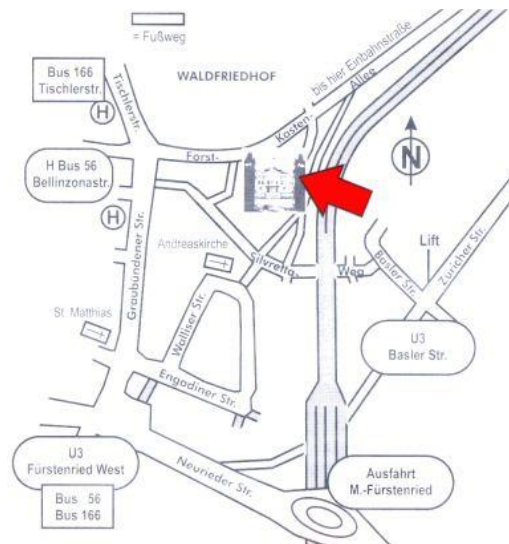 = Fußweg
Bus 166
Tischlerstr.
Tischlerstr.
WALDFRIEDHOF
bis hier Einbahnstraße
Forst-
Kasten-
Allee
H
H Bus 56
Bellinzonastr.
H
N
Graubündener Str.
Andreaskirche
Silvretta-
Weg
Basler Str.
Lift
Züricher Str.
St. Matthias
Walliser Str.
U3
Basler Str.
Engadiner Str.
U3
Fürstenried West
Neurieder Str.
Ausfahrt
M.-Fürstenried
Bus 56
Bus 166